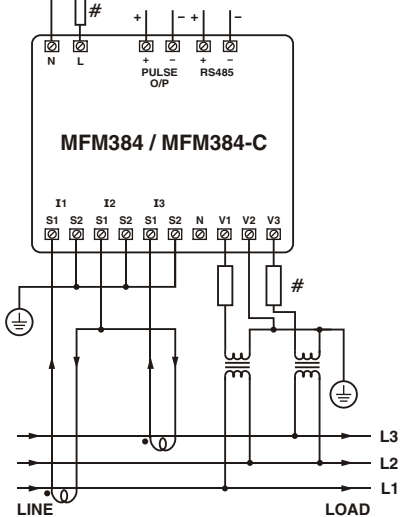 #
+ − + −
N L + − + −
PULSE O/P RS485
MFM384 / MFM384-C
I1 I2 I3
S1 S2 S1 S2 S1 S2 N V1 V2 V3
#
L3
L2
L1
LINE LOAD